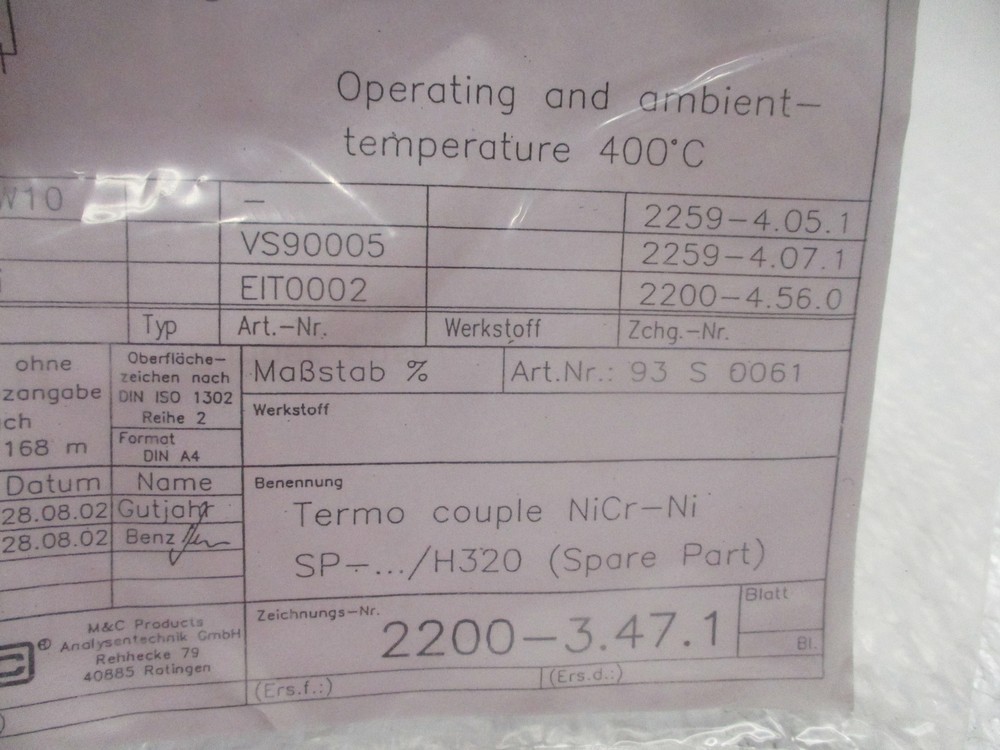 Operating and ambient-
temperature 400°C
W10 - 2259-4.05.1
VS90005 2259-4.07.1
EIT0002 2200-4.56.0
Typ Art.-Nr. Werkstoff Zchg.-Nr.
ohne
zangabe
ch
168 m
Oberfläche-
zeichen nach
DIN ISO 1302
Reihe 2
Format
DIN A4
Maßstab % Art.Nr.: 93 S 0061
Werkstoff
Datum Name
28.08.02 Gutjahr
28.08.02 Benz
Benennung
Termo couple NiCr-Ni
SP-.../H320 (Spare Part)
® M&C Products
Analysentechnik GmbH
Rehhecke 79
40885 Ratingen
Zeichnungs-Nr.
2200-3.47.1
Blatt
Bl.
(Ers.f.:) (Ers.d.:)